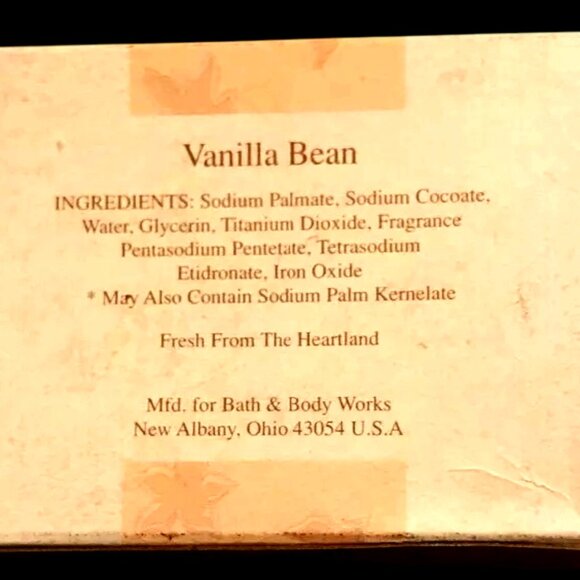 Vanilla Bean
INGREDIENTS: Sodium Palmate, Sodium Cocoate,
Water, Glycerin, Titanium Dioxide, Fragrance
Pentasodium Pentetate, Tetrasodium
Etidronate, Iron Oxide
* May Also Contain Sodium Palm Kernelate
Fresh From The Heartland
Mfd. for Bath & Body Works
New Albany, Ohio 43054 U.S.A